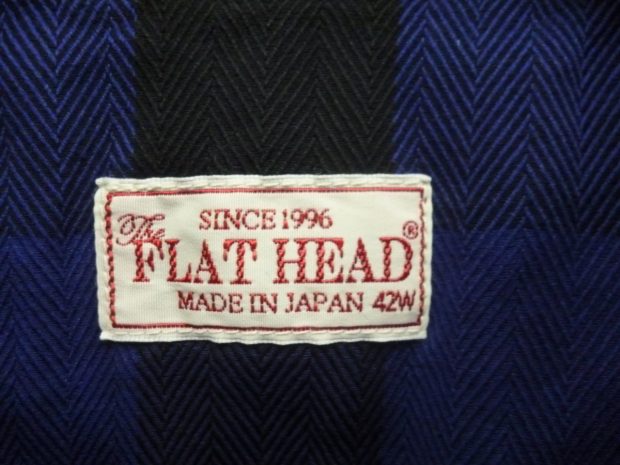 SINCE 1996
The FLAT HEAD®
MADE IN JAPAN 42W